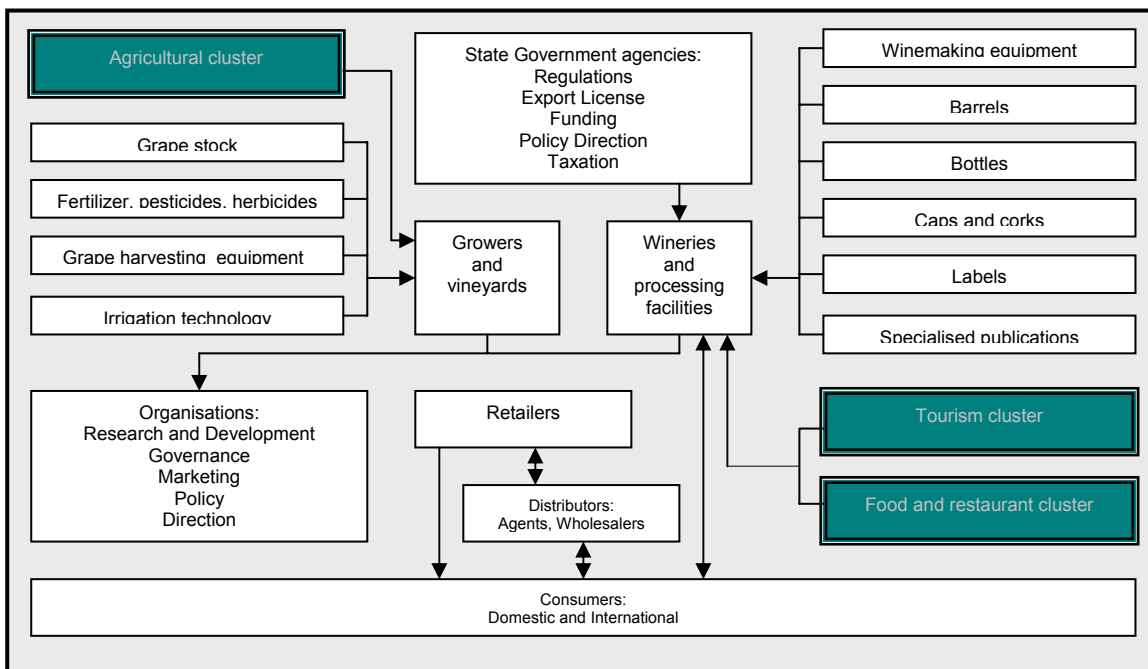 Agricultural cluster
Grape stock
Fertilizer, pesticides, herbicides
Grape harvesting equipment
Irrigation technology
State Government agencies:
Regulations
Export License
Funding
Policy Direction
Taxation
Growers
and
vineyards
Wineries
and
processing
facilities
Winemaking equipment
Barrels
Bottles
Caps and corks
Labels
Specialised publications
Organisations:
Research and Development
Governance
Marketing
Policy
Direction
Retailers
Distributors:
Agents, Wholesalers
Tourism cluster
Food and restaurant cluster
Consumers:
Domestic and International